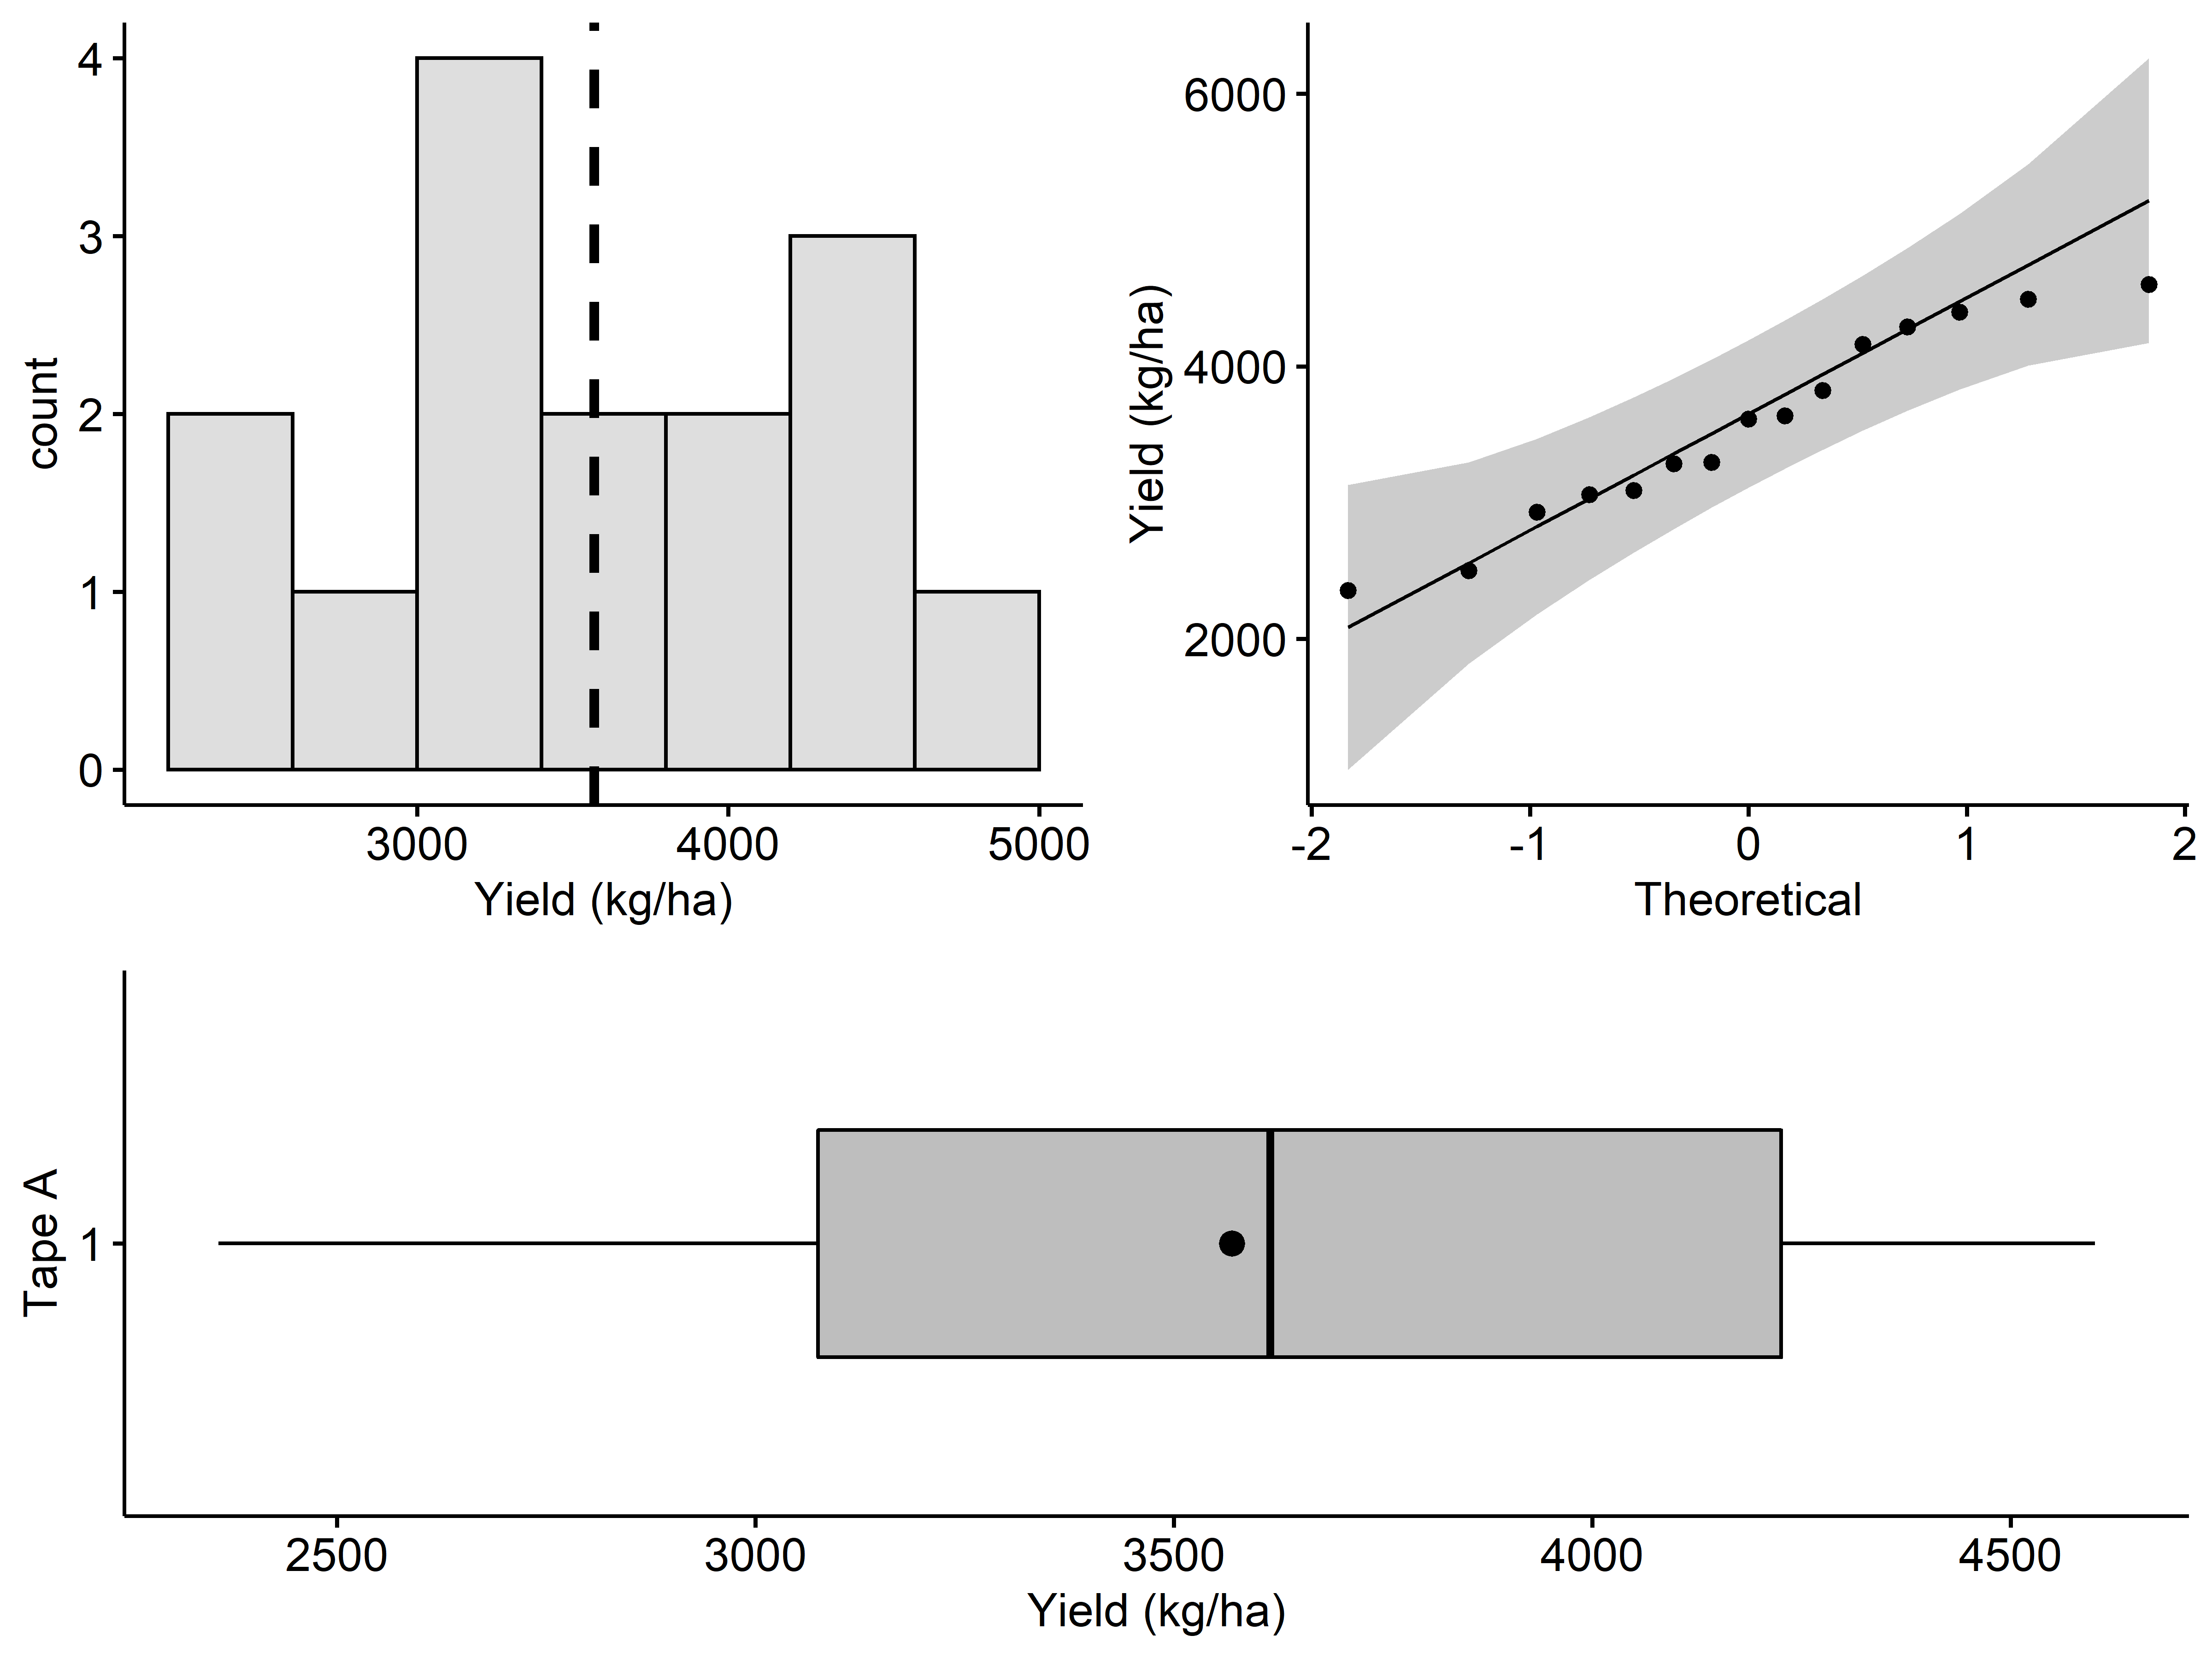 4
3
2
1
0
count
3000 4000 5000
Yield (kg/ha)
6000
4000
2000
Yield (kg/ha)
-2 -1 0 1 2
Theoretical
Tape A
1
2500 3000 3500 4000 4500
Yield (kg/ha)